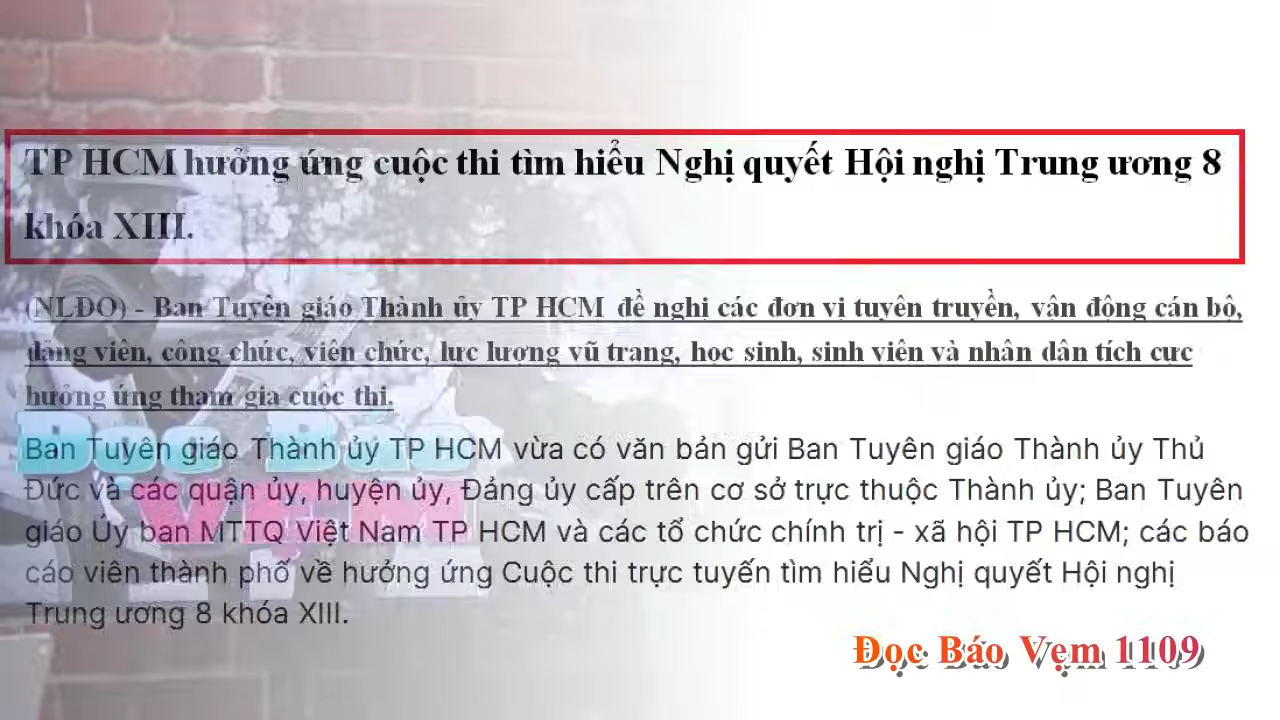 TP HCM hưởng ứng cuộc thi tìm hiểu Nghị quyết Hội nghị Trung ương 8
khóa XIII.
(NLĐO) - Ban Tuyên giáo Thành ủy TP HCM đề nghị các đơn vị tuyên truyền, vận động cán bộ,
đảng viên, công chức, viên chức, lực lượng vũ trang, học sinh, sinh viên và nhân dân tích cực
hưởng ứng tham gia cuộc thi.
Đọc Báo
VẸM
Ban Tuyên giáo Thành ủy TP HCM vừa có văn bản gửi Ban Tuyên giáo Thành ủy Thủ
Đức và các quận ủy, huyện ủy, Đảng ủy cấp trên cơ sở trực thuộc Thành ủy; Ban Tuyên
giáo Ủy ban MTTQ Việt Nam TP HCM và các tổ chức chính trị - xã hội TP HCM; các báo
cáo viên thành phố về hưởng ứng Cuộc thi trực tuyến tìm hiểu Nghị quyết Hội nghị
Trung ương 8 khóa XIII.
Đọc Báo Vẹm 1109